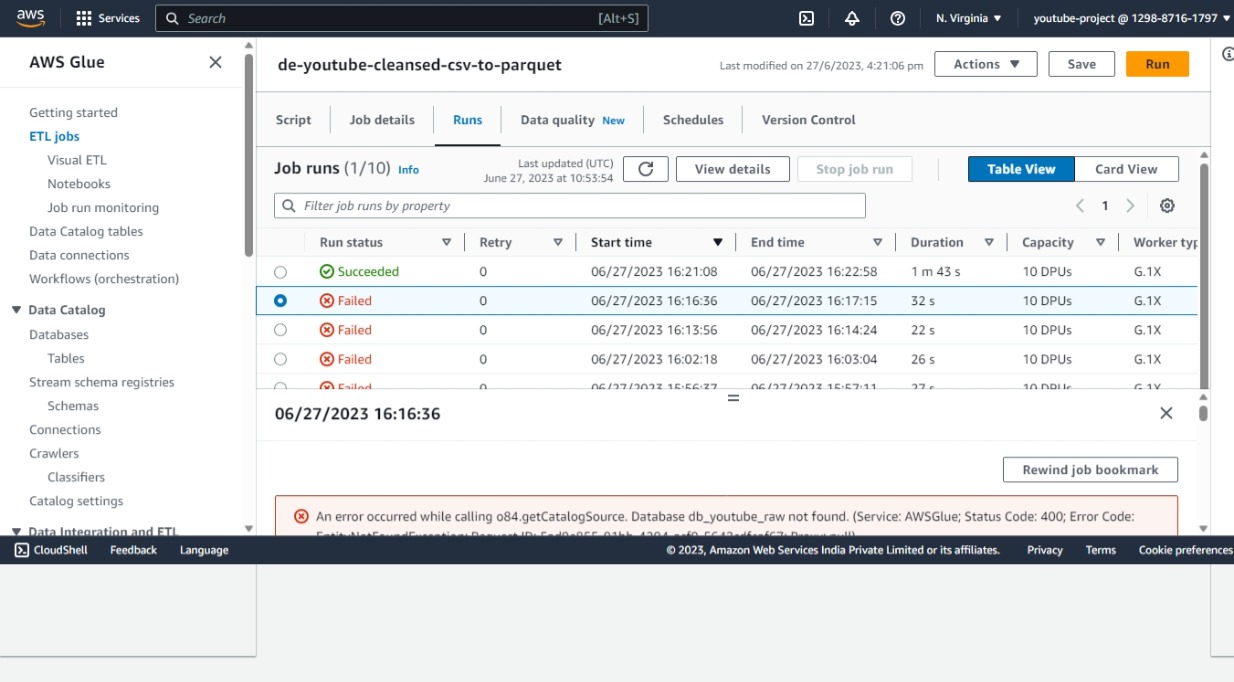 aws
Services
Search
[Alt+S]
N. Virginia
youtube-project @ 1298-8716-1797
AWS Glue
Getting started
ETL jobs
Visual ETL
Notebooks
Job run monitoring
Data Catalog tables
Data connections
Workflows (orchestration)
Data Catalog
Databases
Tables
Stream schema registries
Schemas
Connections
Crawlers
Classifiers
Catalog settings
Data Integration and ETL
de-youtube-cleansed-csv-to-parquet
Last modified on 27/6/2023, 4:21:06 pm
Actions
Save
Run
Script
Job details
Runs
Data quality New
Schedules
Version Control
Job runs (1/10) Info
Last updated (UTC)
June 27, 2023 at 10:53:54
View details
Stop job run
Table View
Card View
Filter job runs by property
1
Run status Retry Start time End time Duration Capacity Worker typ
Succeeded 0 06/27/2023 16:21:08 06/27/2023 16:22:58 1 m 43 s 10 DPUs G.1X
Failed 0 06/27/2023 16:16:36 06/27/2023 16:17:15 32 s 10 DPUs G.1X
Failed 0 06/27/2023 16:13:56 06/27/2023 16:14:24 22 s 10 DPUs G.1X
Failed 0 06/27/2023 16:02:18 06/27/2023 16:03:04 26 s 10 DPUs G.1X
Failed 0 06/27/2023 15:56:37 06/27/2023 15:57:11 27 s 10 DPUs G.1X
06/27/2023 16:16:36
Rewind job bookmark
An error occurred while calling o84.getCatalogSource. Database db_youtube_raw not found. (Service: AWSGlue; Status Code: 400; Error Code:
EntityNotFoundException; Request ID:
CloudShell
Feedback
Language
© 2023, Amazon Web Services India Private Limited or its affiliates.
Privacy
Terms
Cookie preferences